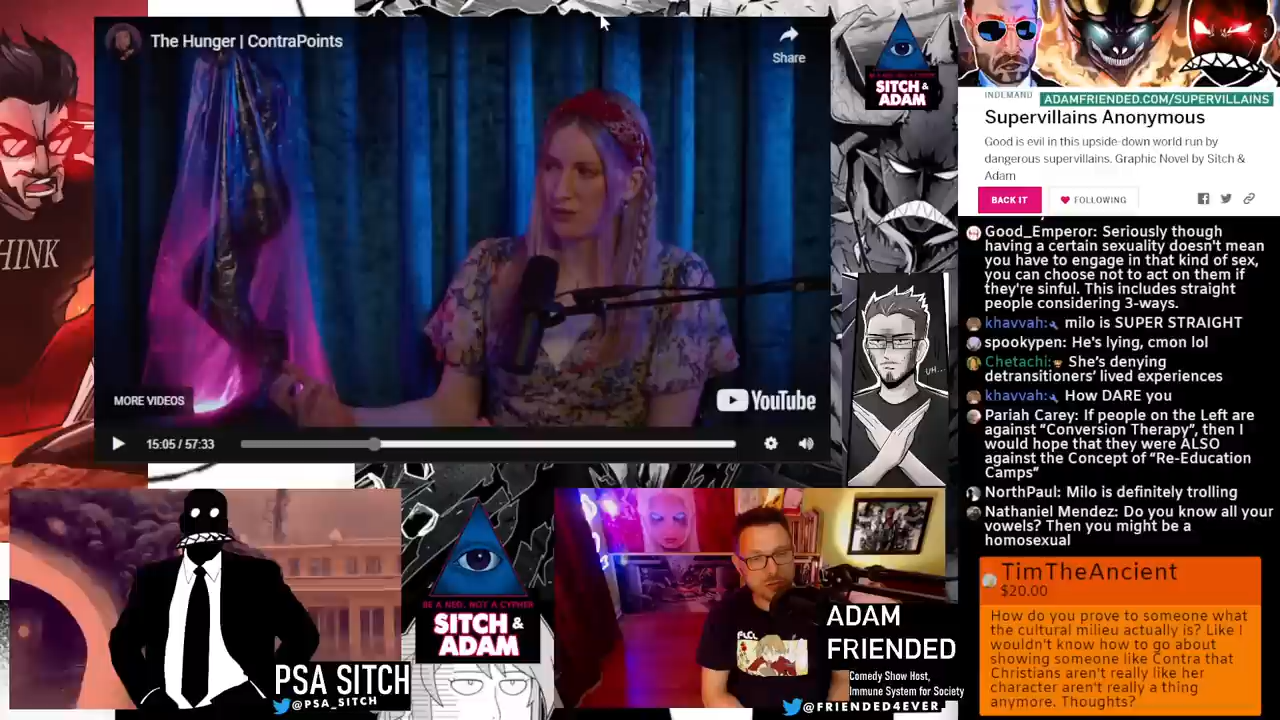 The Hunger | ContraPoints
Share
MORE VIDEOS
YouTube
15:05 / 57:33
HINK
SITCH &
ADAM
UH...
INDEMAND
ADAMFRIENDED.COM/SUPERVILLAINS
Supervillains Anonymous
Good is evil in this upside-down world run by
dangerous supervillains. Graphic Novel by Sitch &
Adam
BACK IT
FOLLOWING
Good_Emperor: Seriously though
having a certain sexuality doesn't mean
you have to engage in that kind of sex,
you can choose not to act on them if
they're sinful. This includes straight
people considering 3-ways.
khavvah: milo is SUPER STRAIGHT
spookypen: He's lying, cmon lol
Chetachi: She's denying
detransitioners' lived experiences
khavvah: How DARE you
Pariah Carey: If people on the Left are
against “Conversion Therapy”, then I
would hope that they were ALSO
against the Concept of “Re-Education
Camps”
NorthPaul: Milo is definitely trolling
Nathaniel Mendez: Do you know all your
vowels? Then you might be a
homosexual
TimTheAncient
$20.00
How do you prove to someone what
the cultural milieu actually is? Like I
wouldn't know how to go about
showing someone like Contra that
Christians aren't really like her
character aren't really a thing
anymore. Thoughts?
PSA SITCH
@PSA_SITCH
BE A NEO, NOT A CYPHER
SITCH &
ADAM
FLCL
ADAM
FRIENDED
Comedy Show Host,
Immune System for Society
@FRIENDED4EVER